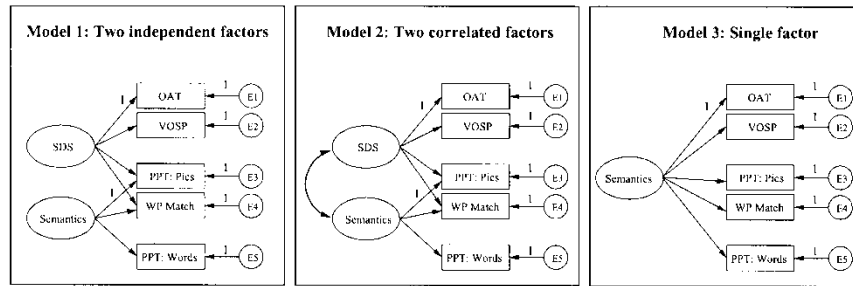 Model 1: Two independent factors
1
OAT
1
E1
VOSP
1
E2
SDS
PPT: Pics
1
E3
1
Semantics
WP Match
1
E4
PPT: Words
1
E5
Model 2: Two correlated factors
1
OAT
1
E1
VOSP
1
E2
SDS
PPT: Pics
1
E3
1
Semantics
WP Match
1
E4
PPT: Words
1
E5
Model 3: Single factor
1
OAT
1
E1
VOSP
1
E2
Semantics
PPT: Pics
1
E3
WP Match
1
E4
PPT: Words
1
E5